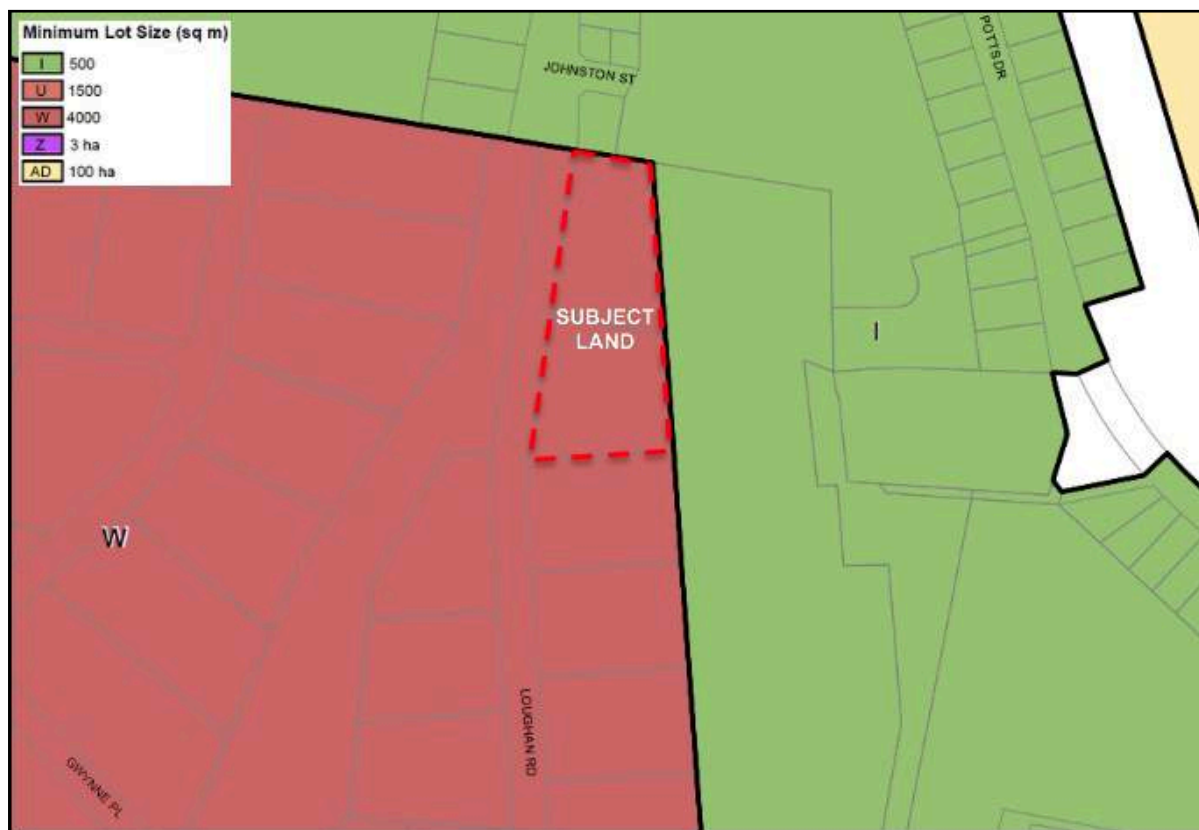 Minimum Lot Size (sq m)
I 500
U 1500
W 4000
Z 3 ha
AD 100 ha
JOHNSTON ST
POTTS DR
SUBJECT
LAND
I
W
LOUGHAN RD
GWYNNE PL